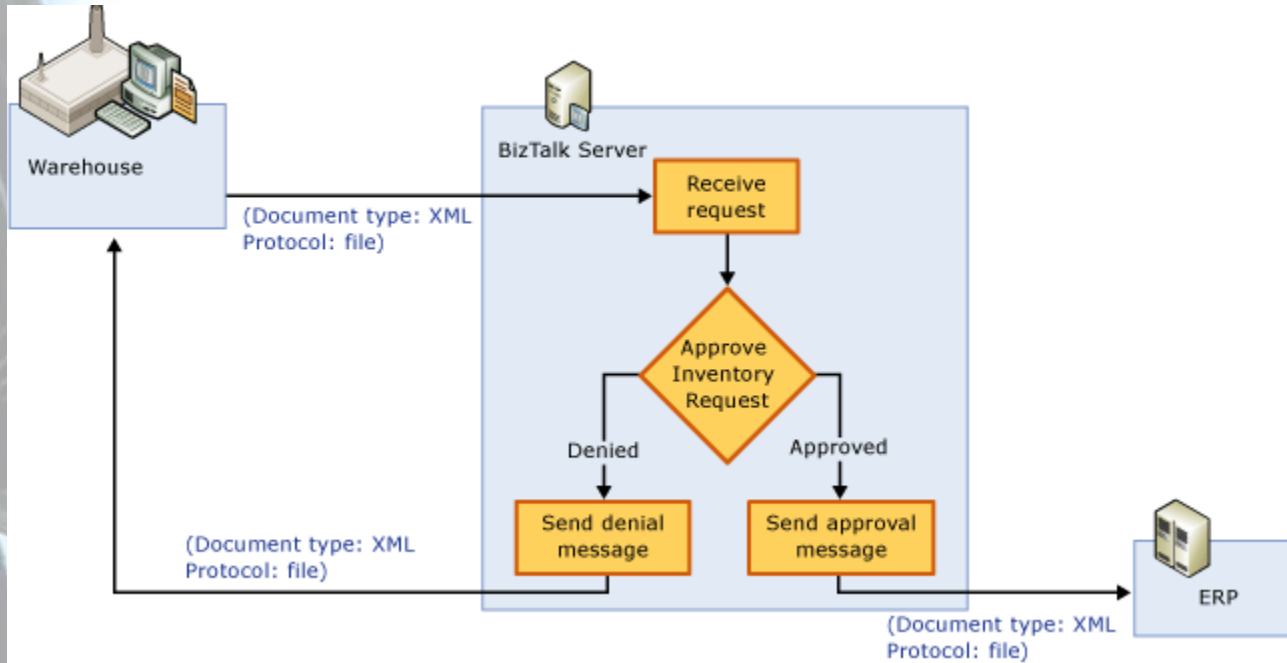 Warehouse
BizTalk Server
Receive
request
(Document type: XML
Protocol: file)
Approve
Inventory
Request
Denied
Approved
Send denial
message
Send approval
message
(Document type: XML
Protocol: file)
ERP
(Document type: XML
Protocol: file)